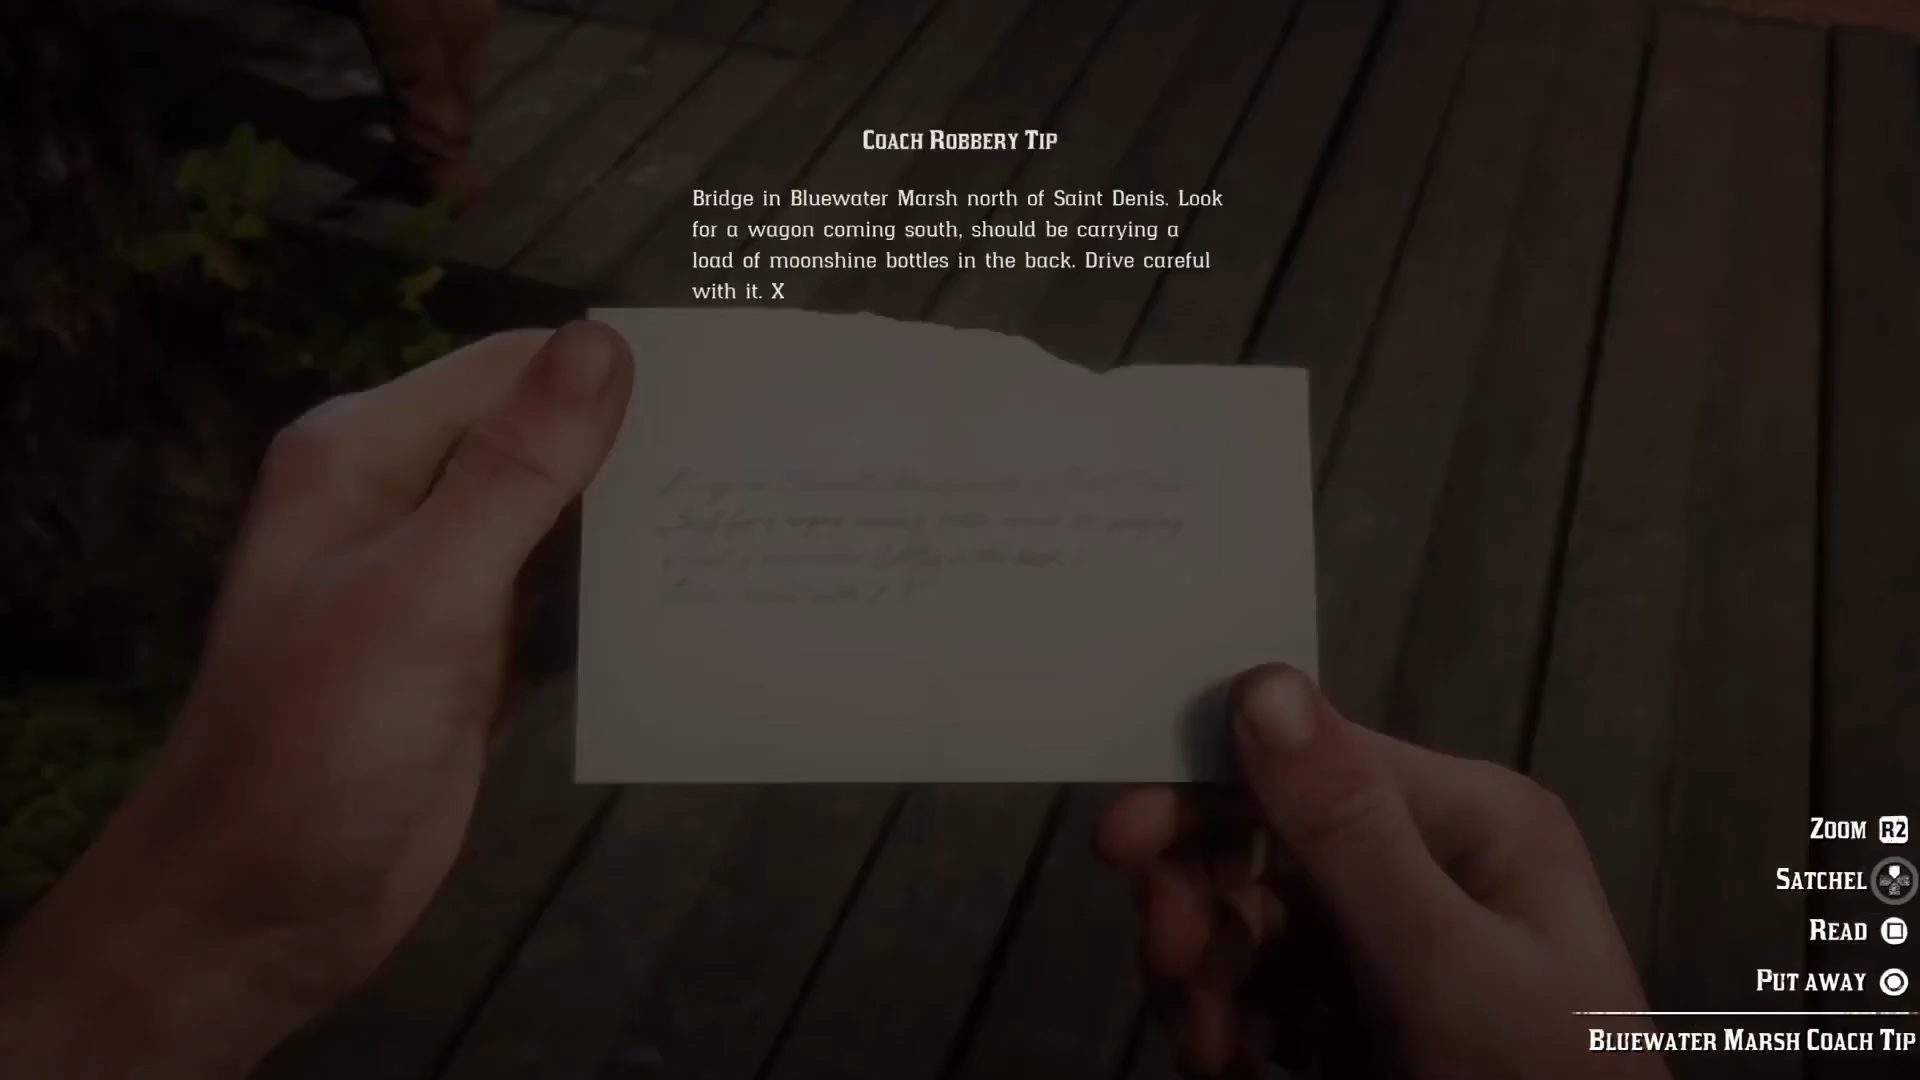 Coach Robbery Tip
Bridge in Bluewater Marsh north of Saint Denis. Look
for a wagon coming south, should be carrying a
load of moonshine bottles in the back. Drive careful
with it. X
Zoom R2
Satchel
Read
Put away
Bluewater Marsh Coach Tip